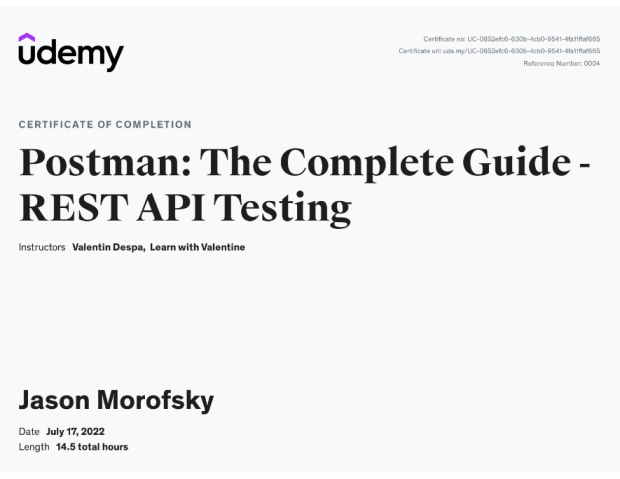 udemy
Certificate no: UC-0852efc6-630b-4cb0-9541-4fa11ffaf665
Certificate url: ude.my/UC-0852efc6-630b-4cb0-9541-4fa11ffaf665
Reference Number: 0004
CERTIFICATE OF COMPLETION
Postman: The Complete Guide -
REST API Testing
Instructors Valentin Despa, Learn with Valentine
Jason Morofsky
Date July 17, 2022
Length 14.5 total hours